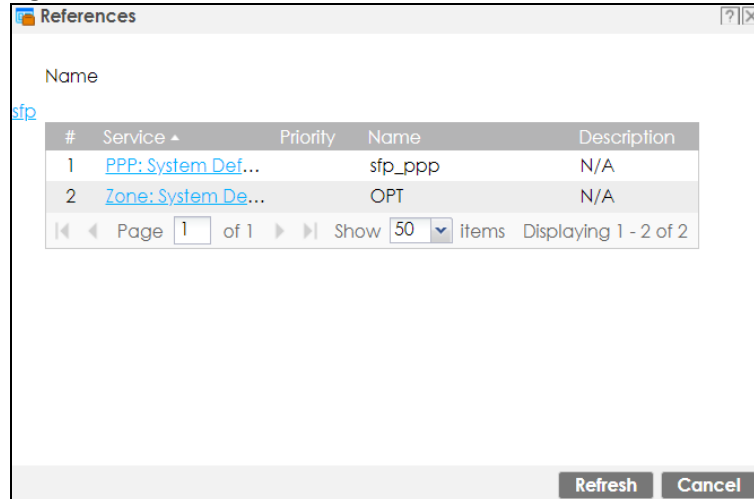 References
Name
sfp
# Service Priority Name Description
1 PPP: System Def... sfp_ppp N/A
2 Zone: System De... OPT N/A
Page 1 of 1 Show 50 items Displaying 1 - 2 of 2
Refresh Cancel